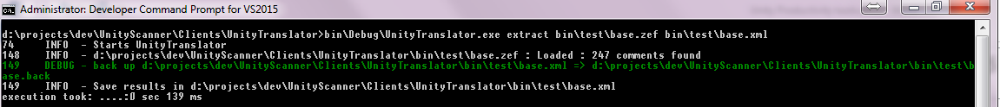 Administrator: Developer Command Prompt for VS2015
d:\projects\dev\UnityScanner\Clients\UnityTranslator>bin\Debug\UnityTranslator.exe extract bin\test\base.zef bin\test\base.xml
74     INFO  - Starts UnityTranslator
148    INFO  - d:\projects\dev\UnityScanner\Clients\UnityTranslator\bin\test\base.zef : Loaded : 247 comments found
149    DEBUG - back up d:\projects\dev\UnityScanner\Clients\UnityTranslator\bin\test\base.xml => d:\projects\dev\UnityScanner\Clients\UnityTranslator\bin\test\b
ase.back
149    INFO  - Save results in d:\projects\dev\UnityScanner\Clients\UnityTranslator\bin\test\base.xml
execution took: ....:0 sec 139 ms